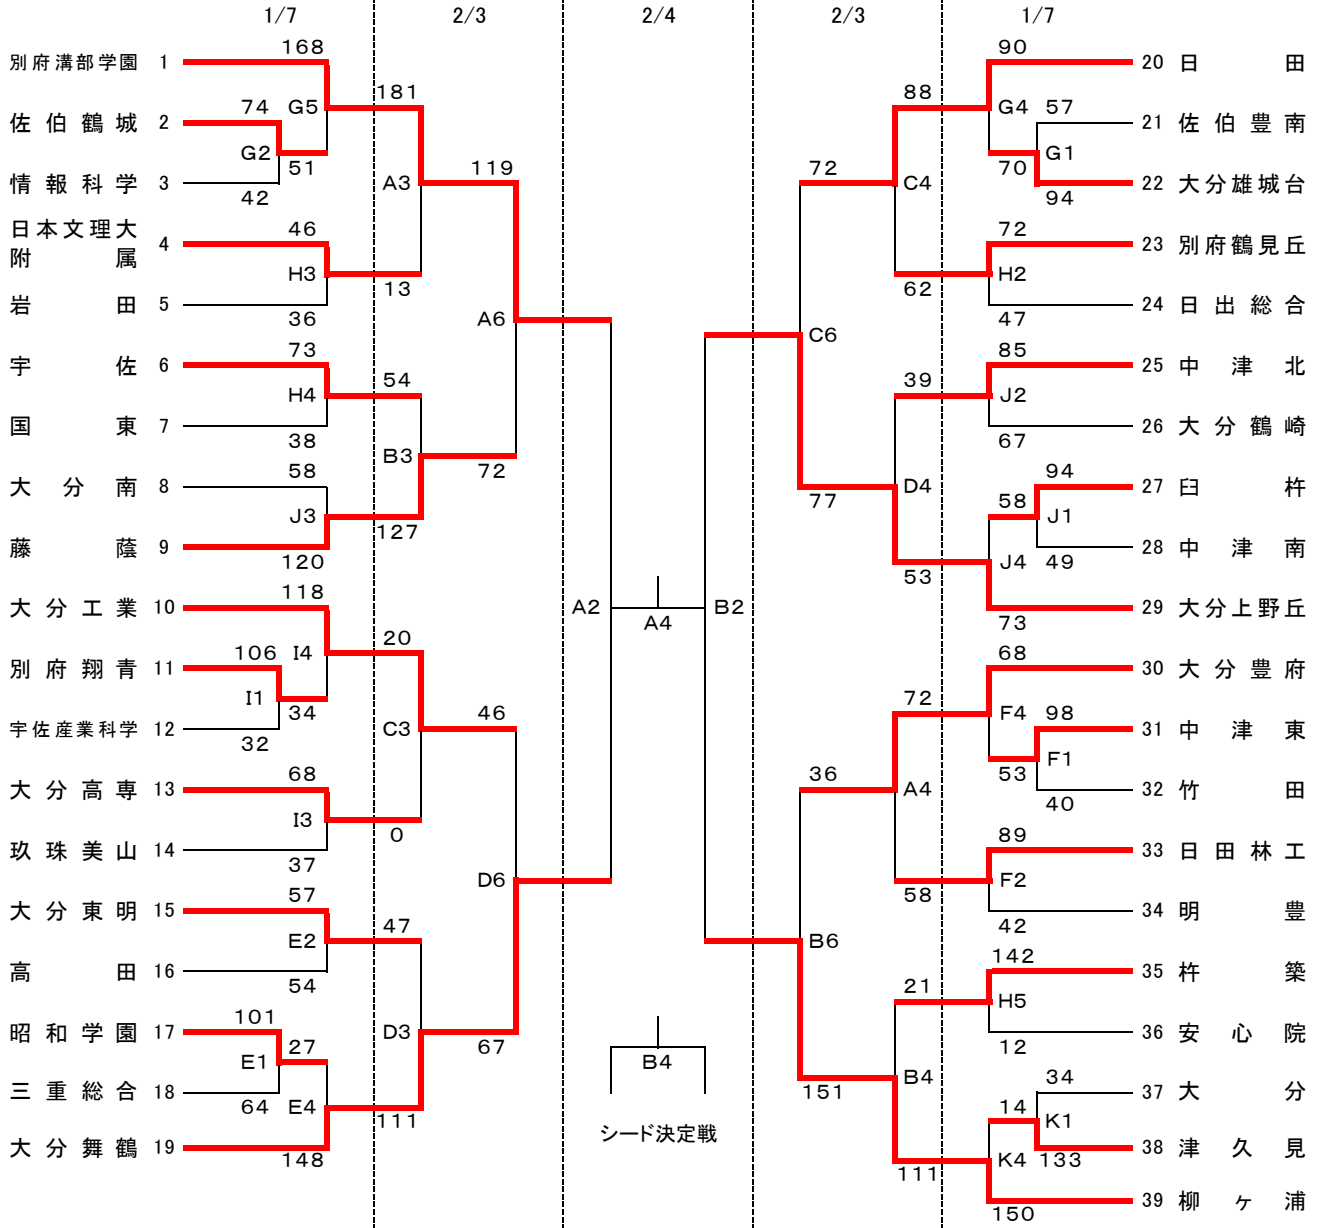 1/7 2/3 2/4 2/3 1/7
別府溝部学園 1
佐伯鶴城 2
情報科学 3
日本文理大
附属 4
岩田 5
宇佐 6
国東 7
大分南 8
藤蔭 9
大分工業 10
別府翔青 11
宇佐産業科学 12
大分高専 13
玖珠美山 14
大分東明 15
高田 16
昭和学園 17
三重総合 18
大分舞鶴 19
168
74
G5
G2
51
42
46
H3
36
73
H4
38
58
J3
120
118
106
I4
I1
34
32
68
I3
37
57
E2
54
101
27
E1
64
E4
148
181
A3
13
54
B3
127
20
C3
0
47
D3
111
119
A6
72
46
D6
67
A2
A4
B2
B4
シード決定戦
72
C6
77
36
B6
151
88
C4
62
39
D4
53
72
A4
58
21
B4
111
90
G4
57
70
G1
94
72
H2
47
85
J2
67
94
58
J1
J4
49
73
68
F4
98
53
F1
40
89
F2
42
142
H5
12
34
14
K1
K4
133
150
20 日田
21 佐伯豊南
22 大分雄城台
23 別府鶴見丘
24 日出総合
25 中津北
26 大分鶴崎
27 臼杵
28 中津南
29 大分上野丘
30 大分豊府
31 中津東
32 竹田
33 日田林工
34 明豊
35 杵築
36 安心院
37 大分
38 津久見
39 柳ヶ浦